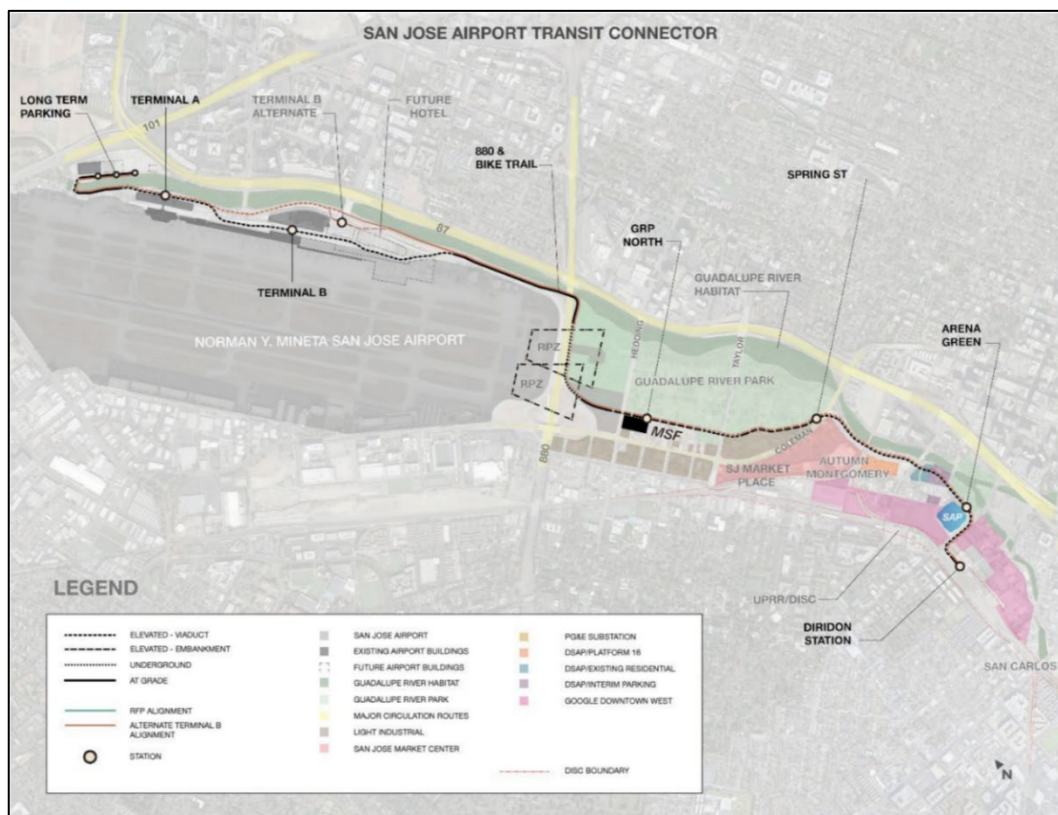 SAN JOSE AIRPORT TRANSIT CONNECTOR
LONG TERM
PARKING
TERMINAL A
TERMINAL B
ALTERNATE
FUTURE
HOTEL
101
880 &
BIKE TRAIL
SPRING ST
87
GRP
NORTH
GUADALUPE RIVER
HABITAT
TERMINAL B
ARENA
GREEN
NORMAN Y. MINETA SAN JOSE AIRPORT
RPZ
RPZ
HEDDING
TAYLOR
GUADALUPE RIVER PARK
MSF
880
COLEMAN
SJ MARKET
PLACE
AUTUMN
MONTGOMERY
SAP
UPRR/DISC
DIRIDON
STATION
SAN CARLOS
N
LEGEND
ELEVATED - VIADUCT
ELEVATED - EMBANKMENT
UNDERGROUND
AT GRADE
RFP ALIGNMENT
ALTERNATE TERMINAL B
ALIGNMENT
STATION
SAN JOSE AIRPORT
EXISTING AIRPORT BUILDINGS
FUTURE AIRPORT BUILDINGS
GUADALUPE RIVER HABITAT
GUADALUPE RIVER PARK
MAJOR CIRCULATION ROUTES
LIGHT INDUSTRIAL
SAN JOSE MARKET CENTER
PG&E SUBSTATION
DSAP/PLATFORM 16
DSAP/EXISTING RESIDENTIAL
DSAP/INTERIM PARKING
GOOGLE DOWNTOWN WEST
DISC BOUNDARY